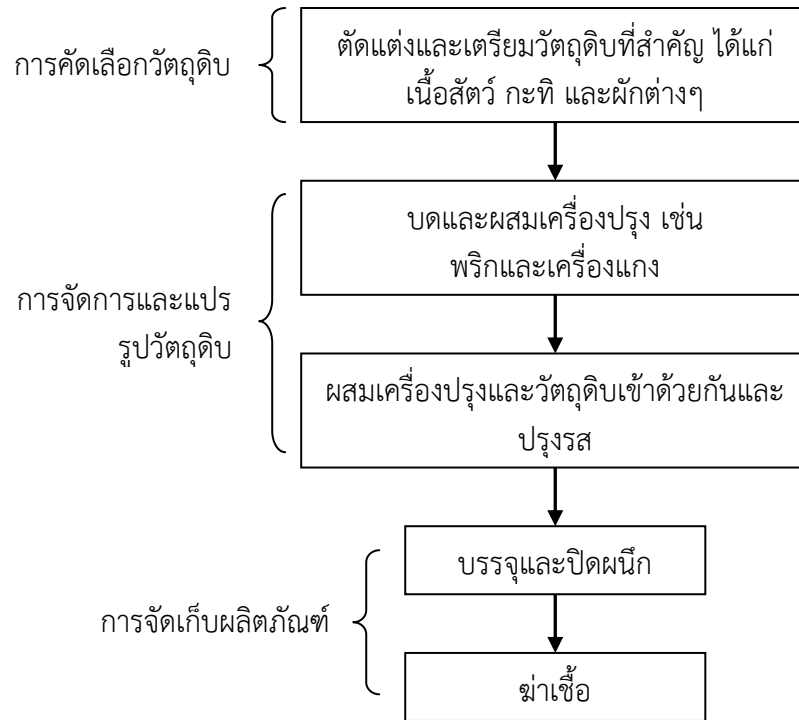 การคัดเลือกวัตถุดิบ
ตัดแต่งและเตรียมวัตถุดิบที่สำคัญ ได้แก่
เนื้อสัตว์ กะทิ และผักต่างๆ
การจัดการและแปร
รูปวัตถุดิบ
บดและผสมเครื่องปรุง เช่น
พริกและเครื่องแกง
ผสมเครื่องปรุงและวัตถุดิบเข้าด้วยกันและ
ปรุงรส
การจัดเก็บผลิตภัณฑ์
บรรจุและปิดผนึก
ฆ่าเชื้อ